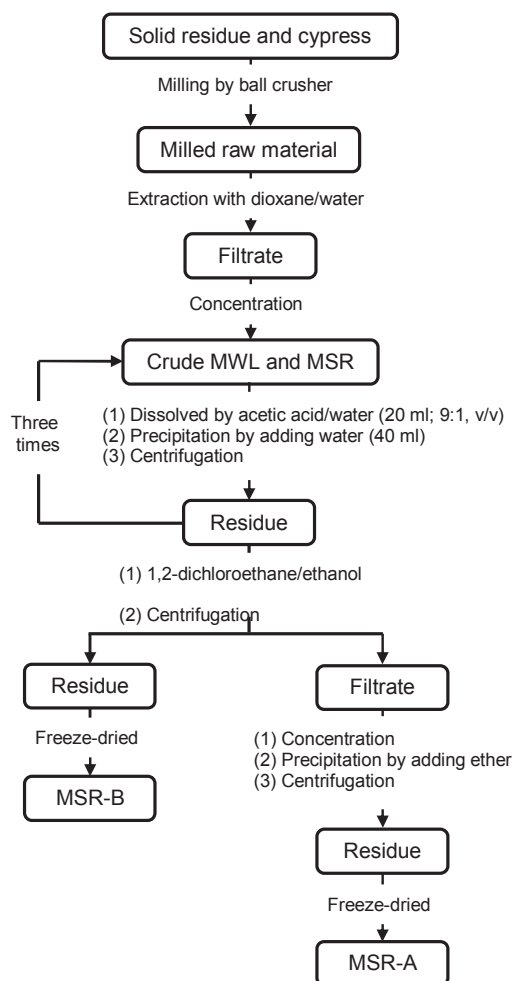 Solid residue and cypress
Milling by ball crusher
Milled raw material
Extraction with dioxane/water
Filtrate
Concentration
Crude MWL and MSR
Three
times
(1) Dissolved by acetic acid/water (20 ml; 9:1, v/v)
(2) Precipitation by adding water (40 ml)
(3) Centrifugation
Residue
(1) 1,2-dichloroethane/ethanol
(2) Centrifugation
Residue
Filtrate
Freeze-dried
(1) Concentration
(2) Precipitation by adding ether
(3) Centrifugation
MSR-B
Residue
Freeze-dried
MSR-A